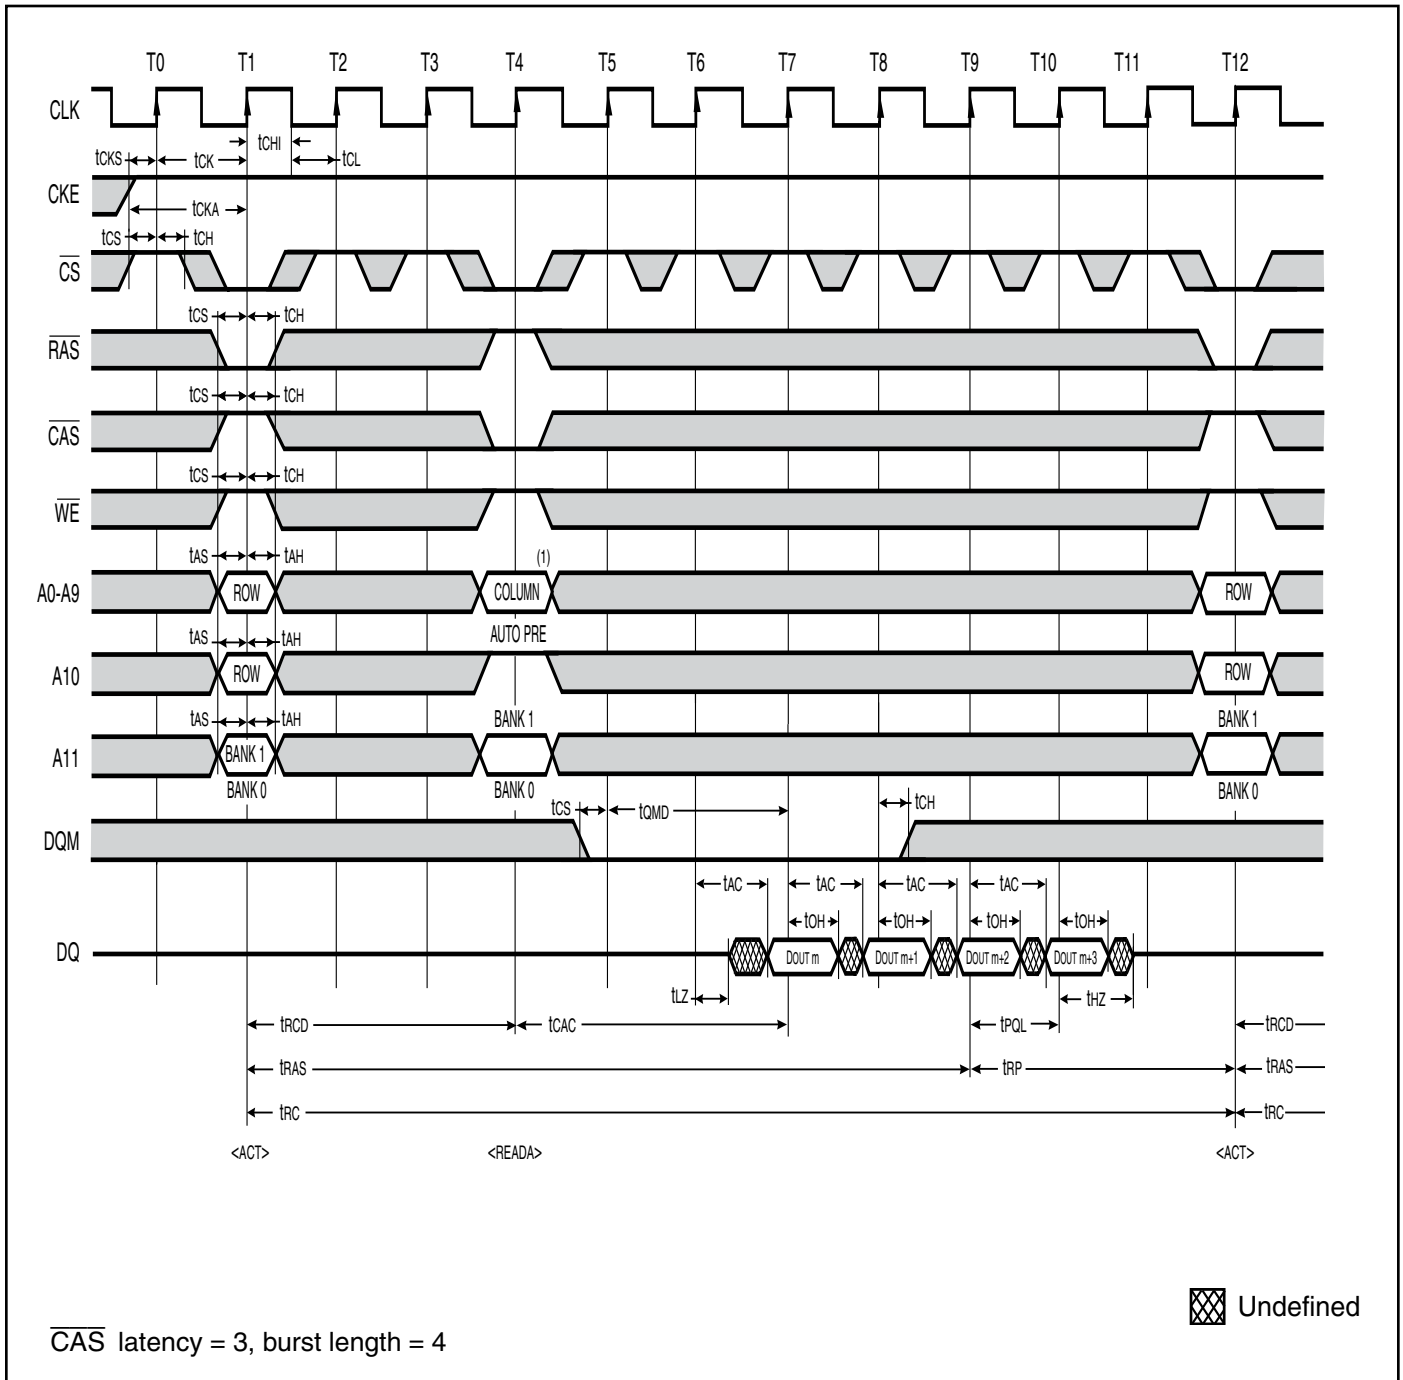 T0 T1 T2 T3 T4 T5 T6 T7 T8 T9 T10 T11 T12
CLK
tCHI
tCKS tCK tCL
CKE
tCKA
tCS tCH
CS
tCS tCH
RAS
tCS tCH
CAS
tCS tCH
WE
tAS tAH (1)
A0-A9 ROW COLUMN ROW
tAS tAH AUTO PRE
A10 ROW ROW
tAS tAH BANK 1 BANK 1
A11 BANK 1
BANK 0 BANK 0 BANK 0
tCS tQMD tCH
DQM
tAC tAC tAC tAC
tOH tOH tOH tOH
DQ DOUT m DOUT m+1 DOUT m+2 DOUT m+3
tLZ tHZ
tRCD tCAC tPQL tRCD
tRAS tRP tRAS
tRC tRC
<ACT> <READA> <ACT>
Undefined
CAS latency = 3, burst length = 4